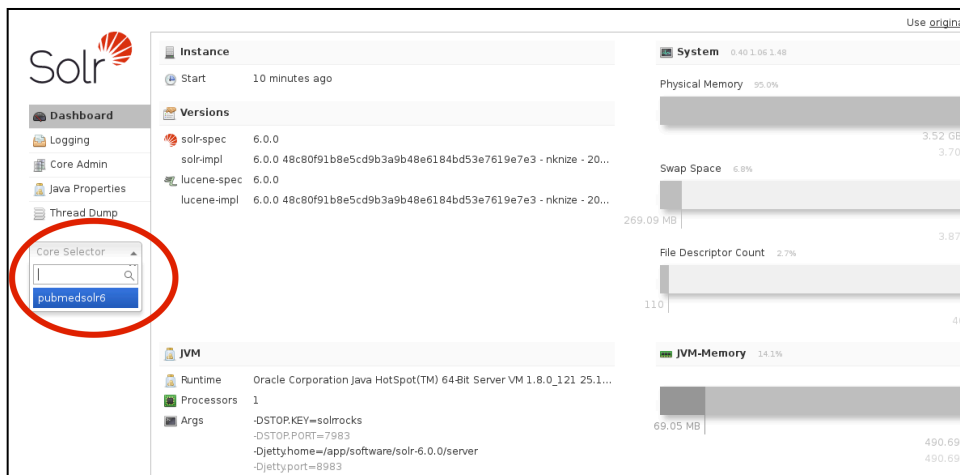 Use origina
Solr
Dashboard
Logging
Core Admin
Java Properties
Thread Dump
Core Selector
pubmedsolr6
Instance
Start 10 minutes ago
Versions
solr-spec 6.0.0
solr-impl 6.0.0 48c80f91b8e5cd9b3a9b48e6184bd53e7619e7e3 - nknize - 20...
lucene-spec 6.0.0
lucene-impl 6.0.0 48c80f91b8e5cd9b3a9b48e6184bd53e7619e7e3 - nknize - 20...
JVM
Runtime Oracle Corporation Java HotSpot(TM) 64-Bit Server VM 1.8.0_121 25.1...
Processors 1
Args -DSTOP.KEY=solrrocks
-DSTOP.PORT=7983
-Djetty.home=/app/software/solr-6.0.0/server
-Djetty.port=8983
System 0.40 1.06 1.48
Physical Memory 95.0%
3.52 GB
3.70
Swap Space 6.8%
269.09 MB
3.87
File Descriptor Count 2.7%
110
JVM-Memory 14.1%
69.05 MB
490.69
490.69